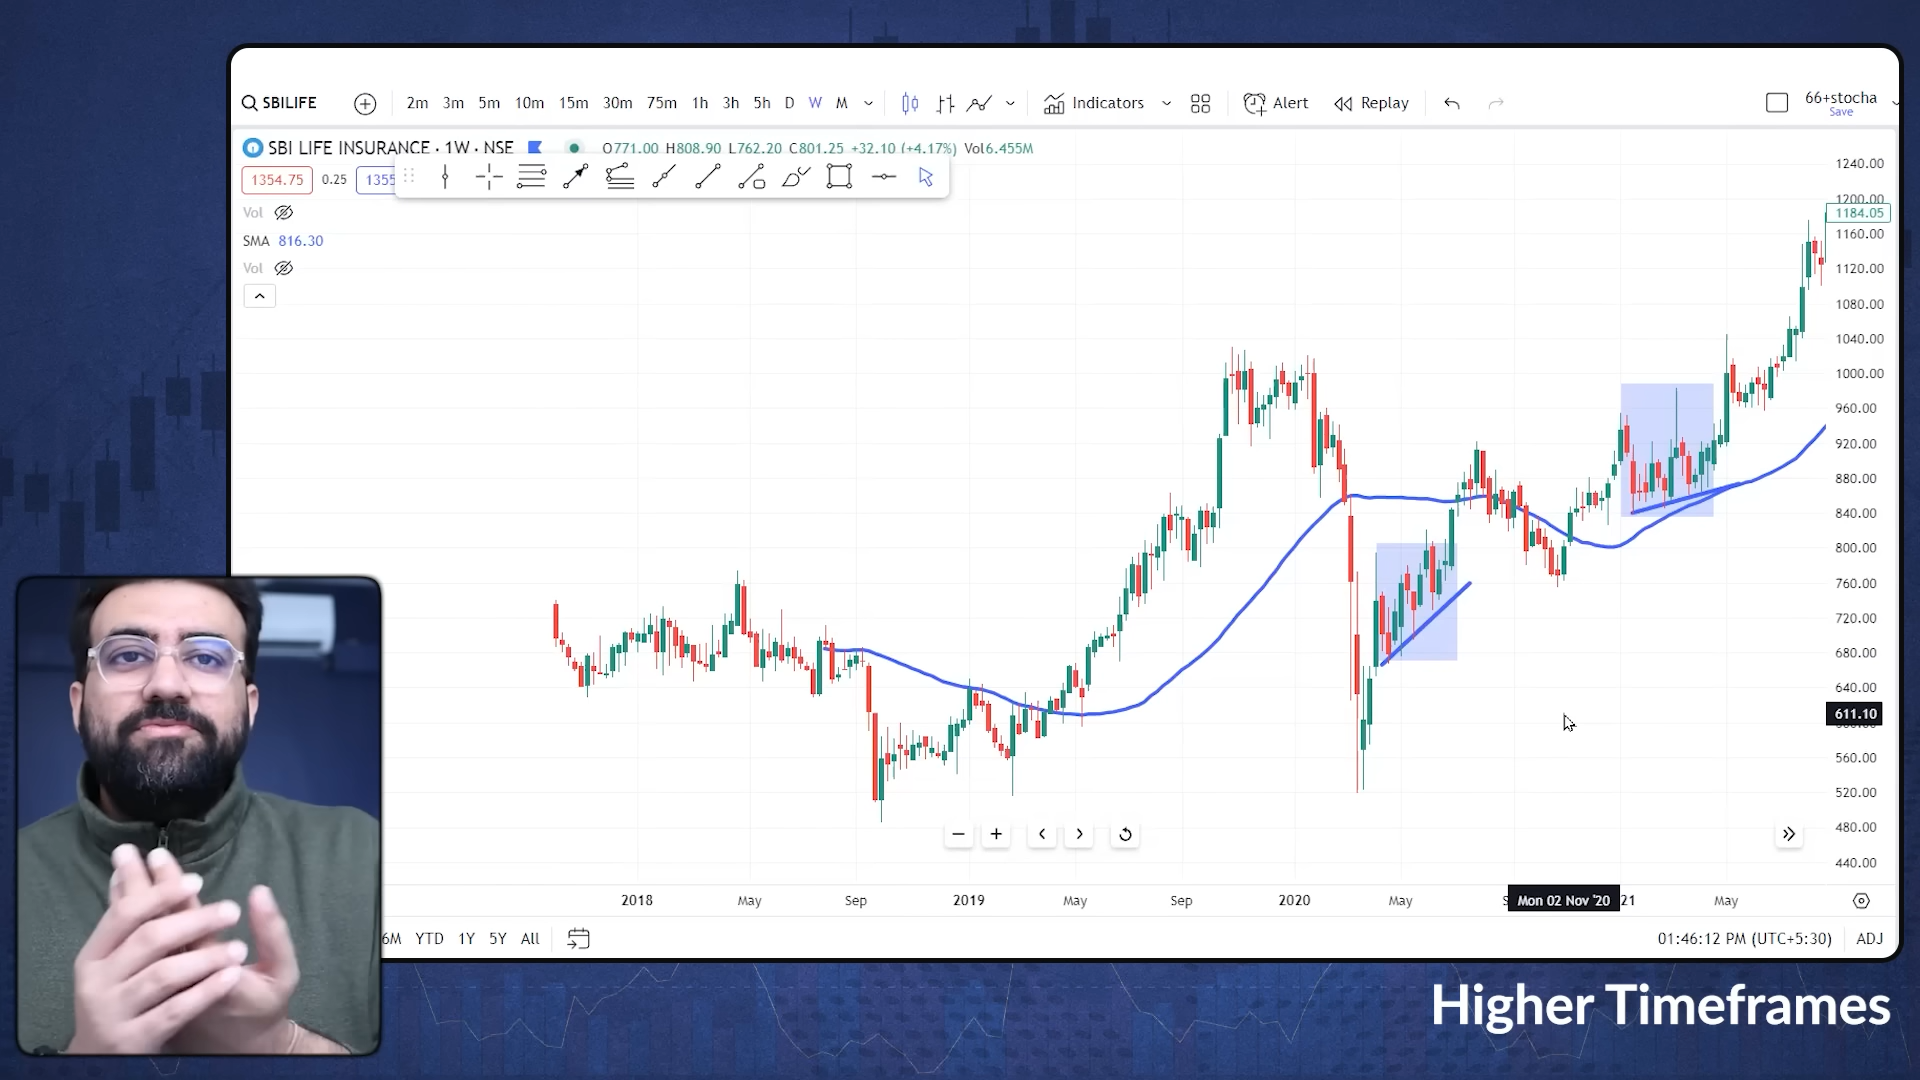 SBILIFE 2m 3m 5m 10m 15m 30m 75m 1h 3h 5h D W M Indicators Alert Replay 66+stocha
Save
SBI LIFE INSURANCE · 1W · NSE O771.00 H808.90 L762.20 C801.25 +32.10 (+4.17%) Vol6.455M
1354.75 0.25 1355
Vol
SMA 816.30
Vol
1240.00
1200.00
1184.05
1160.00
1120.00
1080.00
1040.00
1000.00
960.00
920.00
880.00
840.00
800.00
760.00
720.00
680.00
640.00
611.10
560.00
520.00
480.00
440.00
2018 May Sep 2019 May Sep 2020 May S Mon 02 Nov '20 21 May
6M YTD 1Y 5Y All 01:46:12 PM (UTC+5:30) ADJ
Higher Timeframes